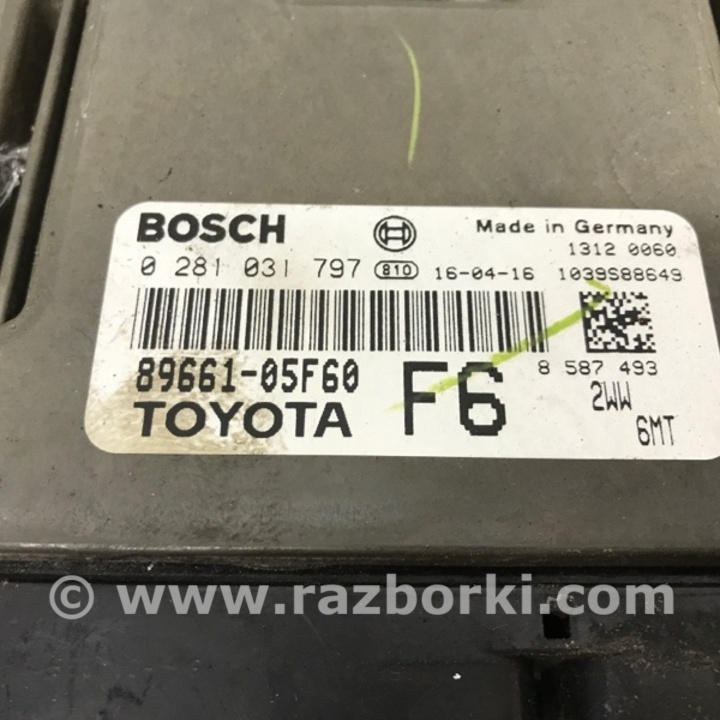 BOSCH Made in Germany
1312 0060
0 281 031 797 810 16-04-16 1039S88649
8 587 493
89661-05F60 F6 2WW
TOYOTA 6MT
© www.razborki.com